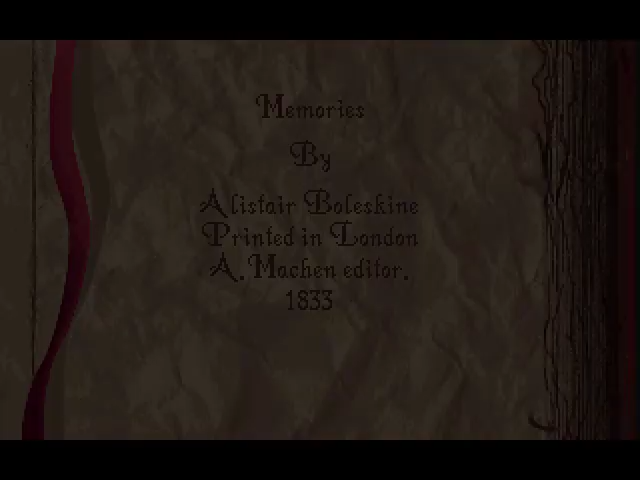 Memories
By
Alistair Boleskine
Printed in London
A. Machen editor.
1833